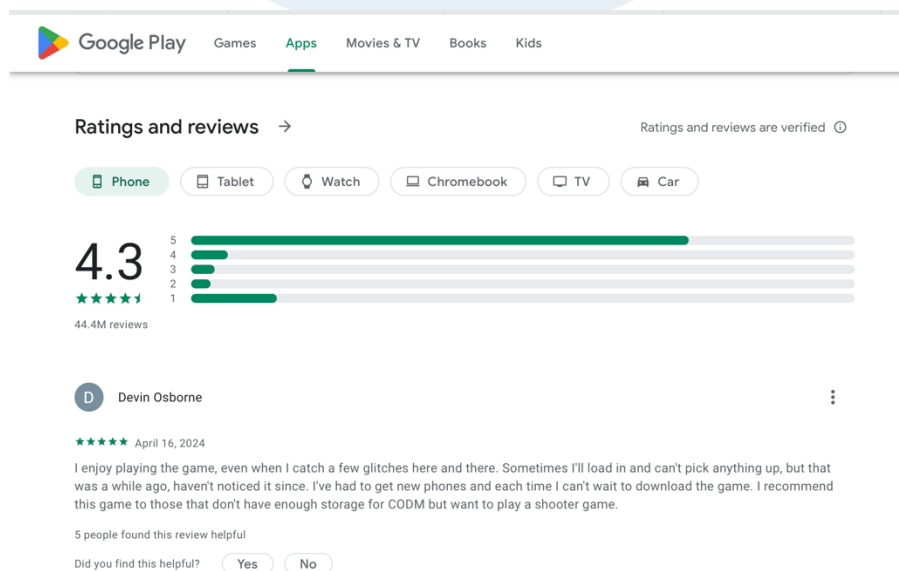 Google Play Games Apps Movies & TV Books Kids
Ratings and reviews
Ratings and reviews are verified
Phone Tablet Watch Chromebook TV Car
4.3
5
4
3
2
1
44.4M reviews
D Devin Osborne
April 16, 2024
I enjoy playing the game, even when I catch a few glitches here and there. Sometimes I'll load in and can't pick anything up, but that
was a while ago, haven't noticed it since. I've had to get new phones and each time I can't wait to download the game. I recommend
this game to those that don't have enough storage for CODM but want to play a shooter game.
5 people found this review helpful
Did you find this helpful? Yes No